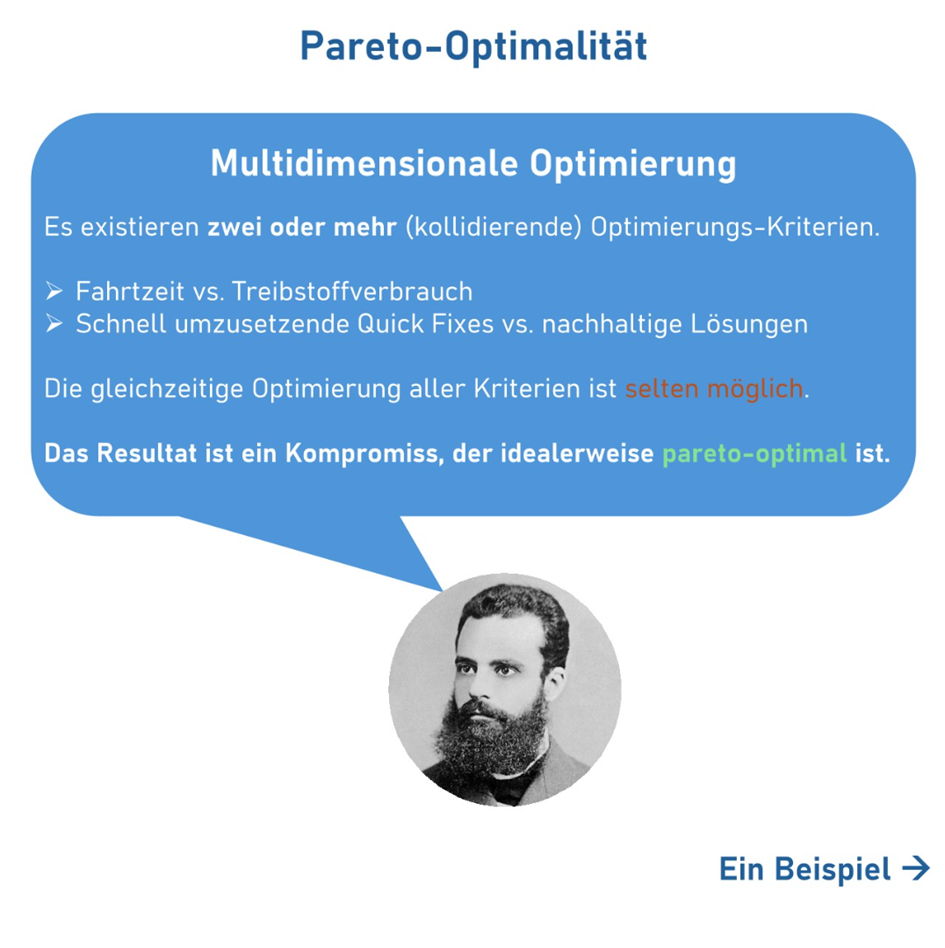 Pareto-Optimalität
Multidimensionale Optimierung
Es existieren zwei oder mehr (kollidierende) Optimierungs-Kriterien.
➢ Fahrtzeit vs. Treibstoffverbrauch
➢ Schnell umzusetzende Quick Fixes vs. nachhaltige Lösungen
Die gleichzeitige Optimierung aller Kriterien ist selten möglich.
Das Resultat ist ein Kompromiss, der idealerweise pareto-optimal ist.
Ein Beispiel →